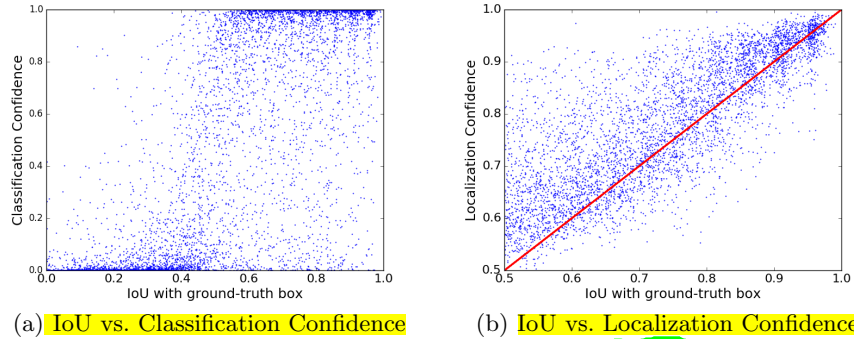 1.0
0.8
0.6
0.4
0.2
0.0
Classification Confidence
0.0 0.2 0.4 0.6 0.8 1.0
IoU with ground-truth box
(a) IoU vs. Classification Confidence
1.0
0.9
0.8
0.7
0.6
0.5
Localization Confidence
0.5 0.6 0.7 0.8 0.9 1.0
IoU with ground-truth box
(b) IoU vs. Localization Confidence